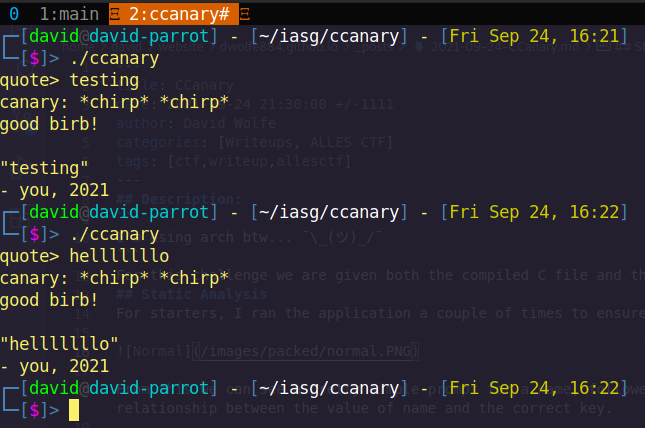 0 1:main 2:ccanary#
[david@david-parrot] - [~/iasg/ccanary] - [Fri Sep 24, 16:21]
[$]> ./ccanary
quote> testing
canary: *chirp* *chirp*
good birb!
"testing"
- you, 2021
[david@david-parrot] - [~/iasg/ccanary] - [Fri Sep 24, 16:22]
[$]> ./ccanary
quote> helllllllo
canary: *chirp* *chirp*
good birb!
"helllllllo"
- you, 2021
[david@david-parrot] - [~/iasg/ccanary] - [Fri Sep 24, 16:22]
[$]>
CCanary
24 21:38:00 +/-1111
author: David Wolfe
categories: [Writeups, ALLES CTF]
tags: [ctf,writeup,allesctf]
---
## Description:
arch btw... ¯\_(ツ)_/¯
we are given both the compiled C file and th
## Static Analysis
For starters, I ran the application a couple of times to ensure
![Normal](/images/packed/normal.PNG)
relationship between the value of name and the correct key.